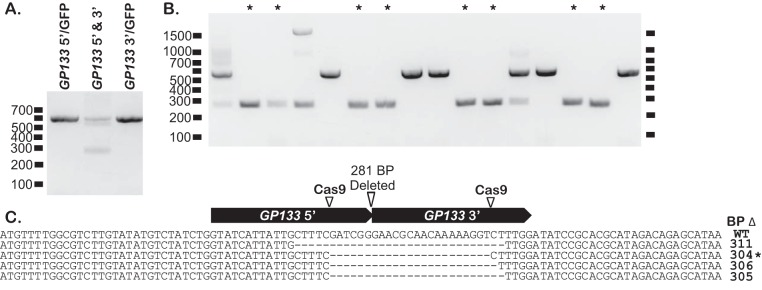 A.
B.
GP133 5'/GFP
GP133 5' & 3'
GP133 3'/GFP
* * * * * * * *
700
500
400
300
200
100
1500
1000
700
500
400
300
200
100
281 BP
Deleted
Cas9
Cas9
GP133 5'
GP133 3'
C.
BP Δ
ATGTTTTGGCGTCTTGTATATGTCTATCTGGTATCATTATTGCTTTCGATCGGGAACGCAACAAAAAGGTCTTTGGATATCCGCACGCATAGACAGAGCATAA WT
ATGTTTTGGCGTCTTGTATATGTCTATCTGGTATCATTATTG------------------------------TTGGATATCCGCACGCATAGACAGAGCATAA 311
ATGTTTTGGCGTCTTGTATATGTCTATCTGGTATCATTATTGCTTTC-----------------------CTTTGGATATCCGCACGCATAGACAGAGCATAA 304*
ATGTTTTGGCGTCTTGTATATGTCTATCTGGTATCATTATTGCTTTC-------------------------TTGGATATCCGCACGCATAGACAGAGCATAA 306
ATGTTTTGGCGTCTTGTATATGTCTATCTGGTATCATTATTGCTTTC------------------------TTTGGATATCCGCACGCATAGACAGAGCATAA 305